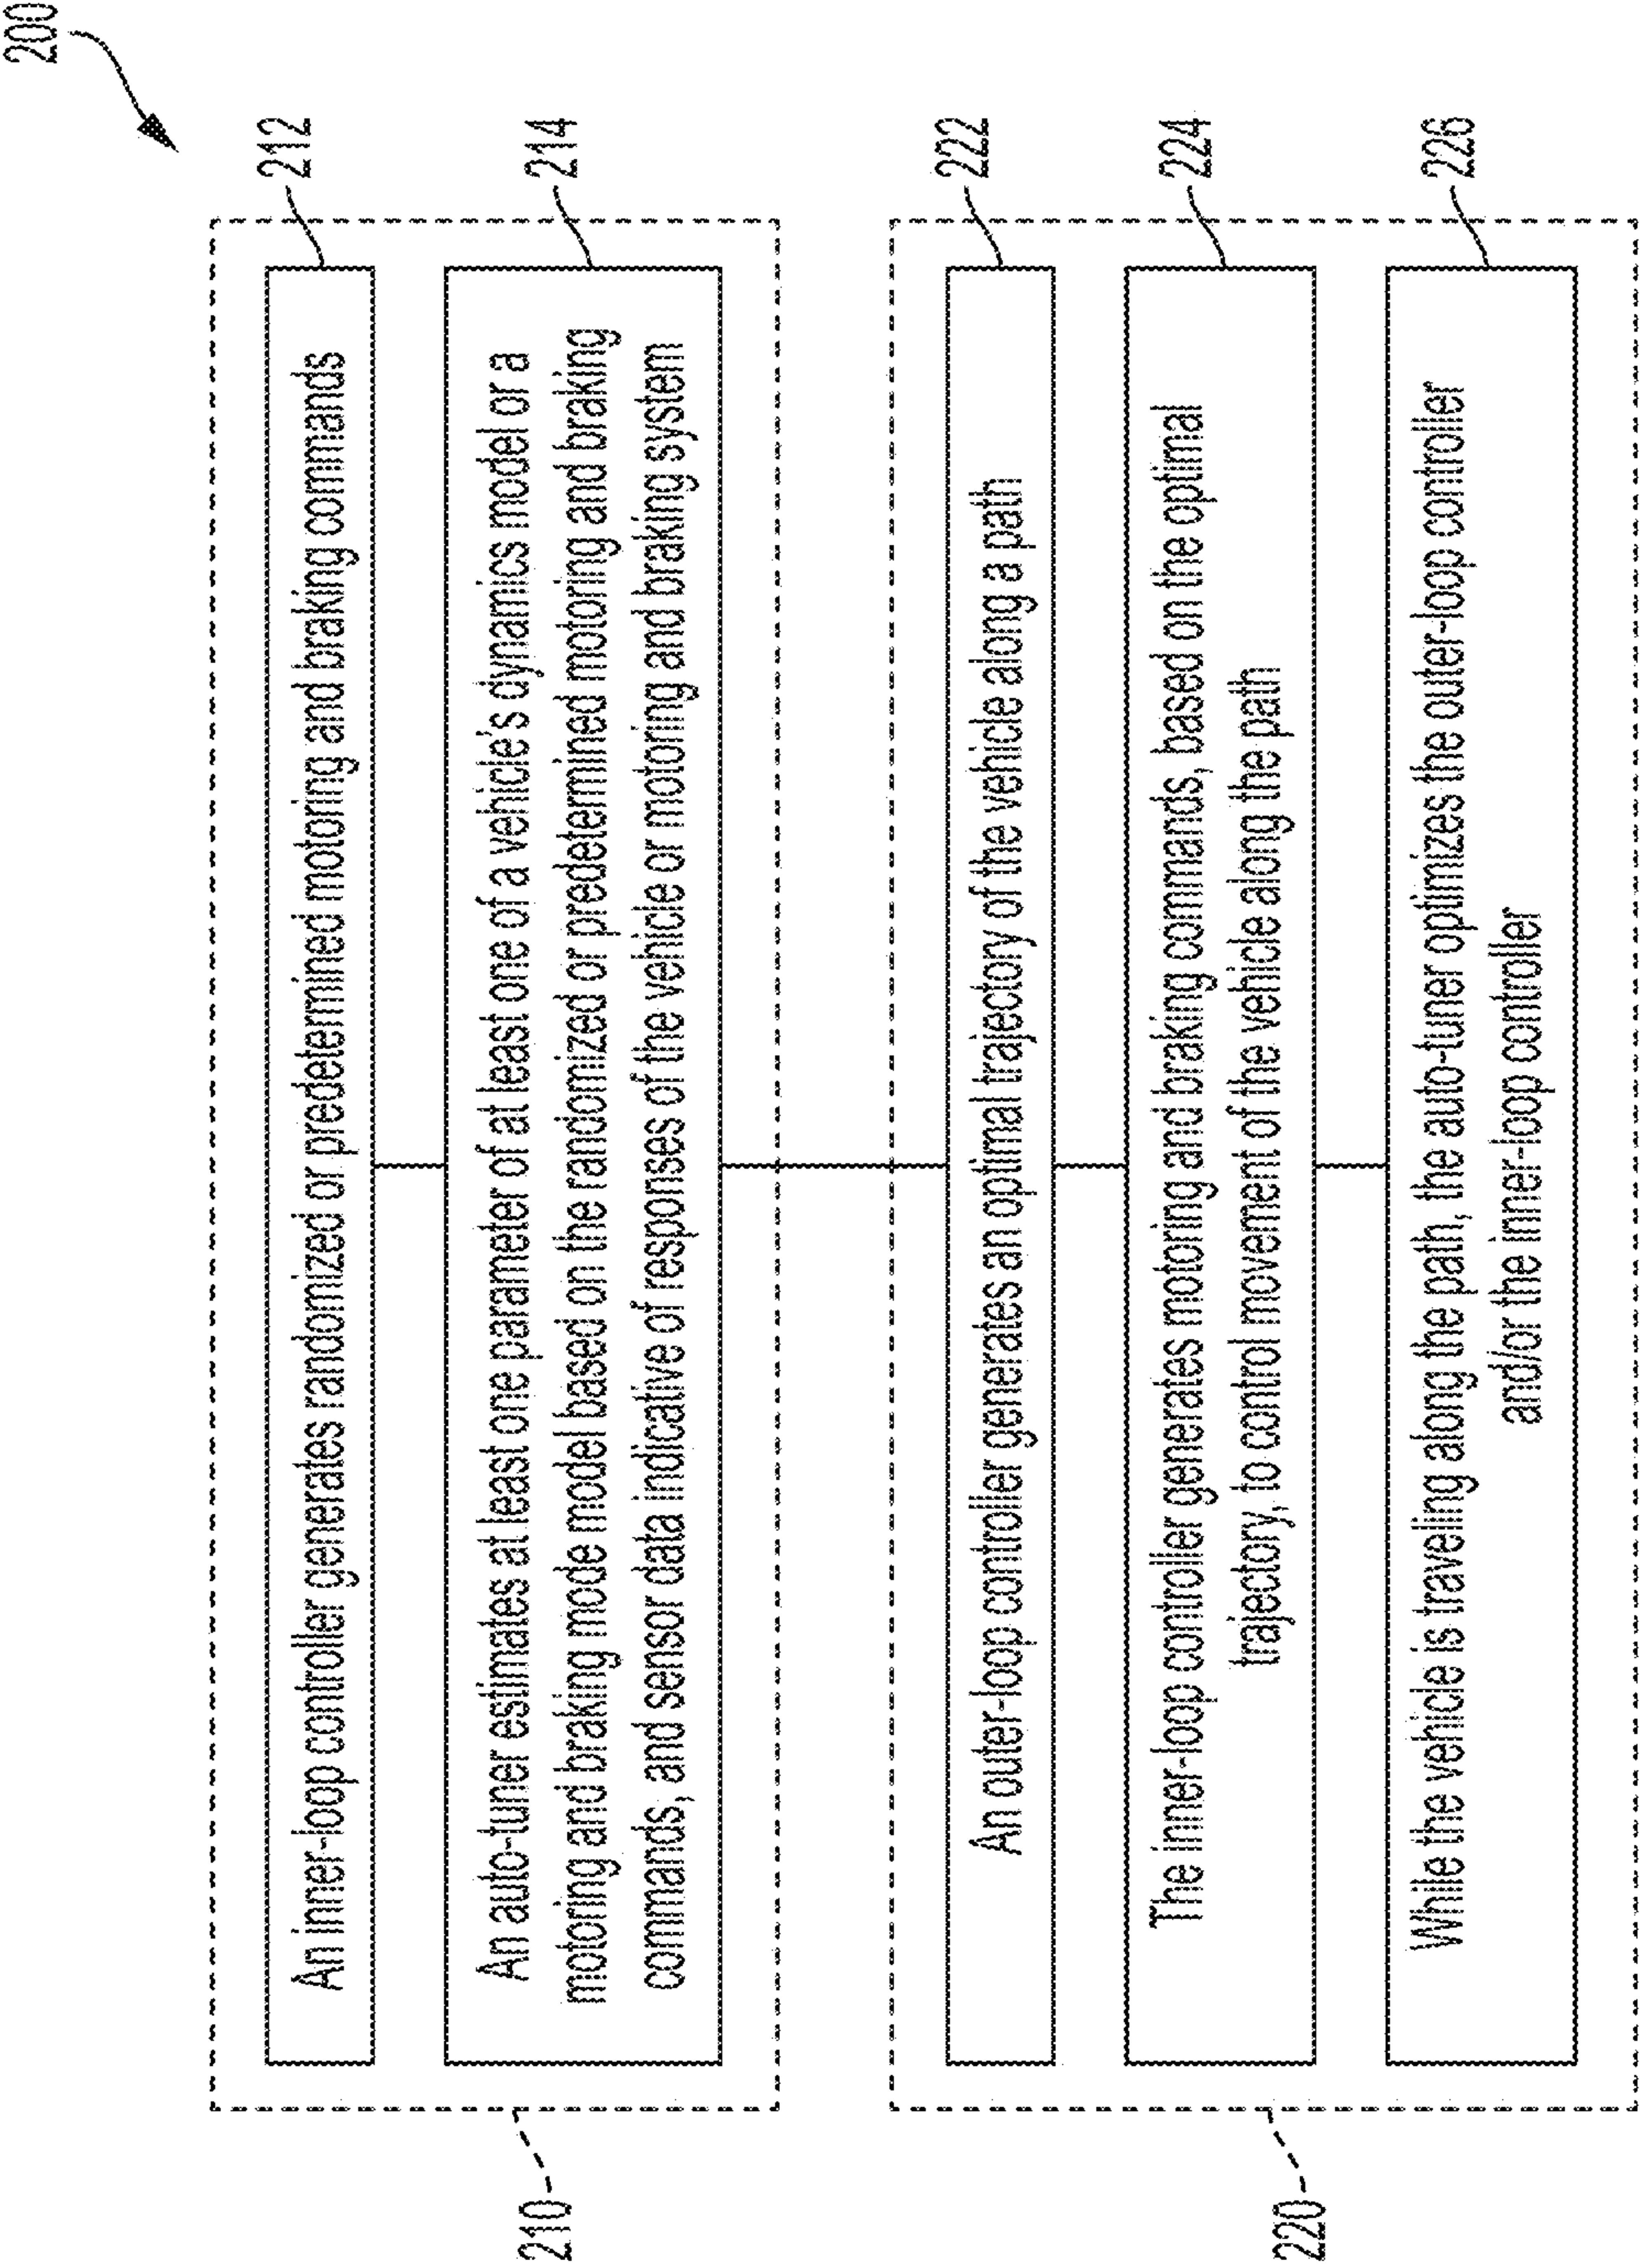 200
212
An inner-loop controller generates randomized or predetermined motoring and braking commands
214
An auto-tuner estimates at least one parameter of at least one of a vehicle's dynamics model or a
motoring and braking mode model based on the randomized or predetermined motoring and braking
commands, and sensor data indicative of responses of the vehicle or motoring and braking system
210
222
An outer-loop controller generates an optimal trajectory of the vehicle along a path
224
The inner-loop controller generates motoring and braking commands, based on the optimal
trajectory, to control movement of the vehicle along the path
220
226
While the vehicle is traveling along the path, the auto-tuner optimizes the outer-loop controller
and/or the inner-loop controller